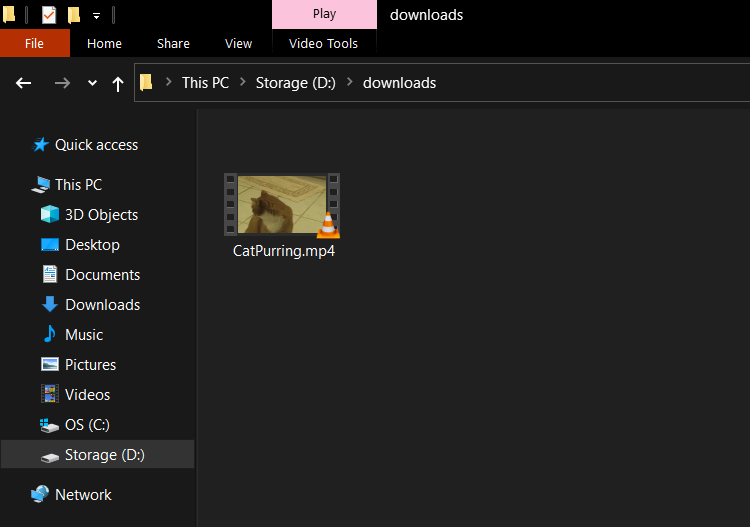 Play
downloads
File
Home
Share
View
Video Tools
This PC
Storage (D:)
downloads
Quick access
This PC
3D Objects
Desktop
Documents
Downloads
Music
Pictures
Videos
OS (C:)
Storage (D:)
Network
CatPurring.mp4